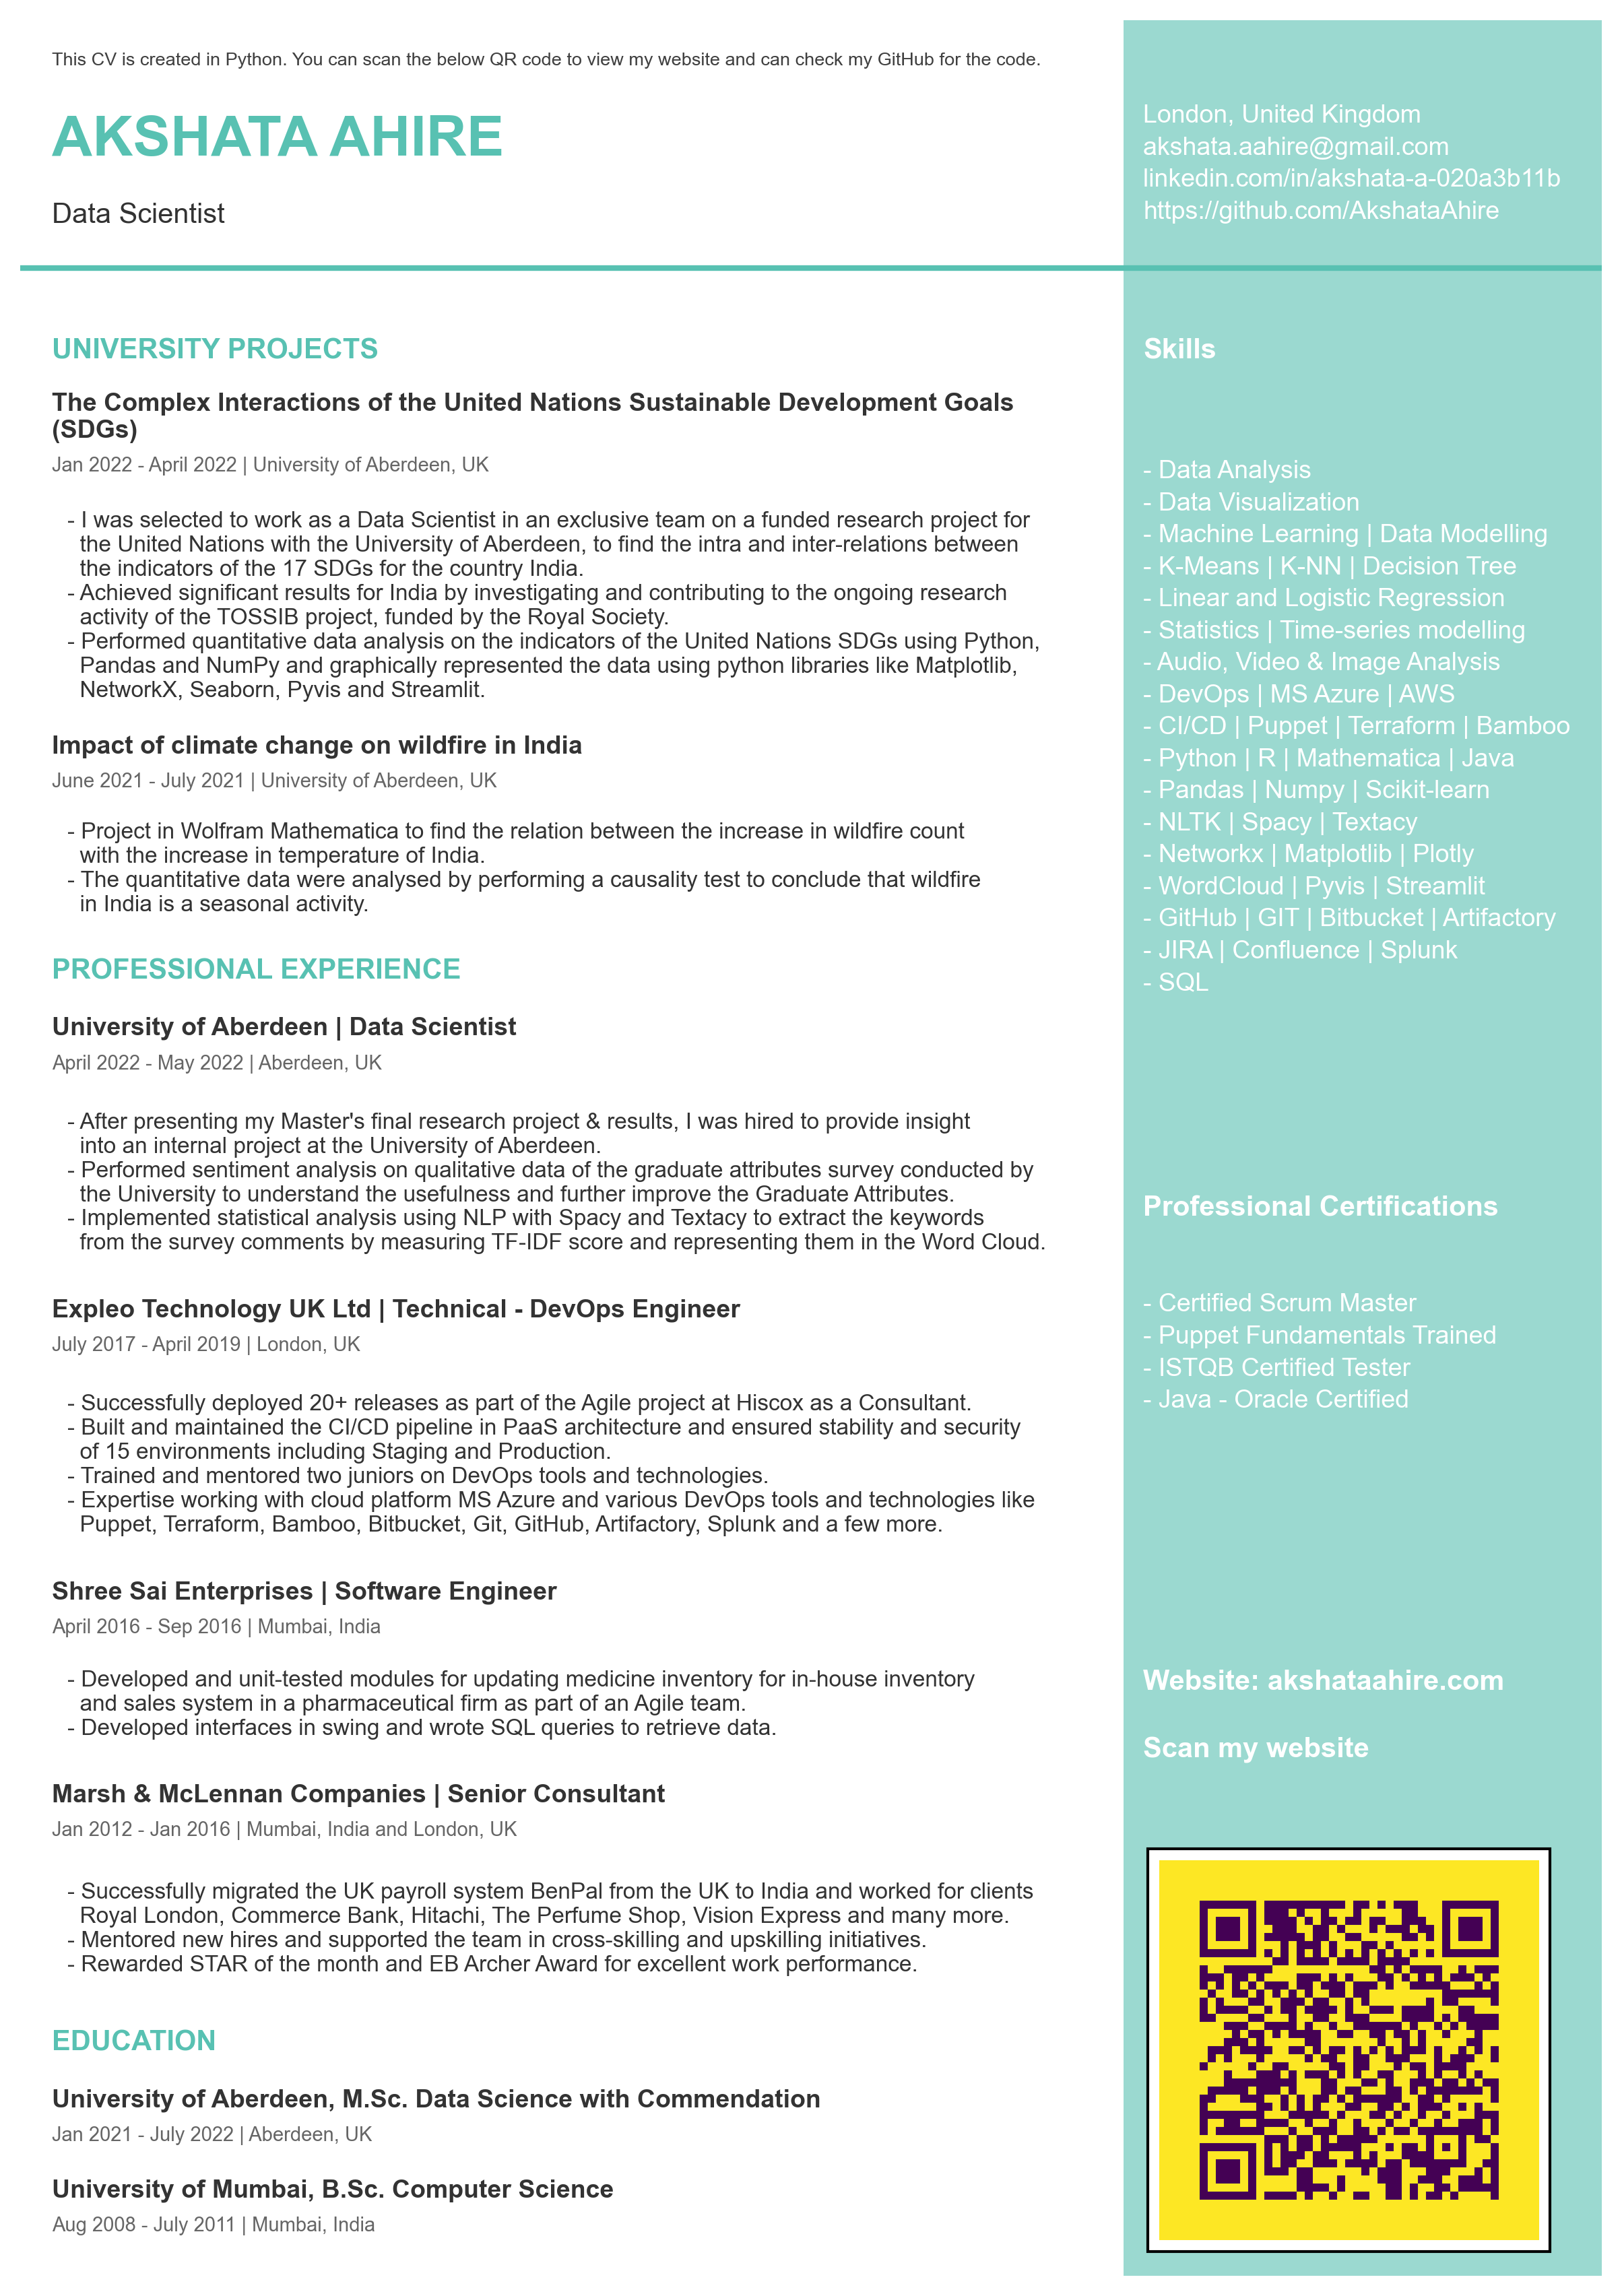 This CV is created in Python. You can scan the below QR code to view my website and can check my GitHub for the code.
AKSHATA AHIRE
Data Scientist
London, United Kingdom
akshata.aahire@gmail.com
linkedin.com/in/akshata-a-020a3b11b
https://github.com/AkshataAhire
UNIVERSITY PROJECTS
The Complex Interactions of the United Nations Sustainable Development Goals
(SDGs)
Jan 2022 - April 2022 | University of Aberdeen, UK
- I was selected to work as a Data Scientist in an exclusive team on a funded research project for
the United Nations with the University of Aberdeen, to find the intra and inter-relations between
the indicators of the 17 SDGs for the country India.
- Achieved significant results for India by investigating and contributing to the ongoing research
activity of the TOSSIB project, funded by the Royal Society.
- Performed quantitative data analysis on the indicators of the United Nations SDGs using Python,
Pandas and NumPy and graphically represented the data using python libraries like Matplotlib,
NetworkX, Seaborn, Pyvis and Streamlit.
Impact of climate change on wildfire in India
June 2021 - July 2021 | University of Aberdeen, UK
- Project in Wolfram Mathematica to find the relation between the increase in wildfire count
with the increase in temperature of India.
- The quantitative data were analysed by performing a causality test to conclude that wildfire
in India is a seasonal activity.
PROFESSIONAL EXPERIENCE
University of Aberdeen | Data Scientist
April 2022 - May 2022 | Aberdeen, UK
- After presenting my Master's final research project & results, I was hired to provide insight
into an internal project at the University of Aberdeen.
- Performed sentiment analysis on qualitative data of the graduate attributes survey conducted by
the University to understand the usefulness and further improve the Graduate Attributes.
- Implemented statistical analysis using NLP with Spacy and Textacy to extract the keywords
from the survey comments by measuring TF-IDF score and representing them in the Word Cloud.
Expleo Technology UK Ltd | Technical - DevOps Engineer
July 2017 - April 2019 | London, UK
- Successfully deployed 20+ releases as part of the Agile project at Hiscox as a Consultant.
- Built and maintained the CI/CD pipeline in PaaS architecture and ensured stability and security
of 15 environments including Staging and Production.
- Trained and mentored two juniors on DevOps tools and technologies.
- Expertise working with cloud platform MS Azure and various DevOps tools and technologies like
Puppet, Terraform, Bamboo, Bitbucket, Git, GitHub, Artifactory, Splunk and a few more.
Shree Sai Enterprises | Software Engineer
April 2016 - Sep 2016 | Mumbai, India
- Developed and unit-tested modules for updating medicine inventory for in-house inventory
and sales system in a pharmaceutical firm as part of an Agile team.
- Developed interfaces in swing and wrote SQL queries to retrieve data.
Marsh & McLennan Companies | Senior Consultant
Jan 2012 - Jan 2016 | Mumbai, India and London, UK
- Successfully migrated the UK payroll system BenPal from the UK to India and worked for clients
Royal London, Commerce Bank, Hitachi, The Perfume Shop, Vision Express and many more.
- Mentored new hires and supported the team in cross-skilling and upskilling initiatives.
- Rewarded STAR of the month and EB Archer Award for excellent work performance.
EDUCATION
University of Aberdeen, M.Sc. Data Science with Commendation
Jan 2021 - July 2022 | Aberdeen, UK
University of Mumbai, B.Sc. Computer Science
Aug 2008 - July 2011 | Mumbai, India
Skills
- Data Analysis
- Data Visualization
- Machine Learning | Data Modelling
- K-Means | K-NN | Decision Tree
- Linear and Logistic Regression
- Statistics | Time-series modelling
- Audio, Video & Image Analysis
- DevOps | MS Azure | AWS
- CI/CD | Puppet | Terraform | Bamboo
- Python | R | Mathematica | Java
- Pandas | Numpy | Scikit-learn
- NLTK | Spacy | Textacy
- Networkx | Matplotlib | Plotly
- WordCloud | Pyvis | Streamlit
- GitHub | GIT | Bitbucket | Artifactory
- JIRA | Confluence | Splunk
- SQL
Professional Certifications
- Certified Scrum Master
- Puppet Fundamentals Trained
- ISTQB Certified Tester
- Java - Oracle Certified
Website: akshataahire.com
Scan my website